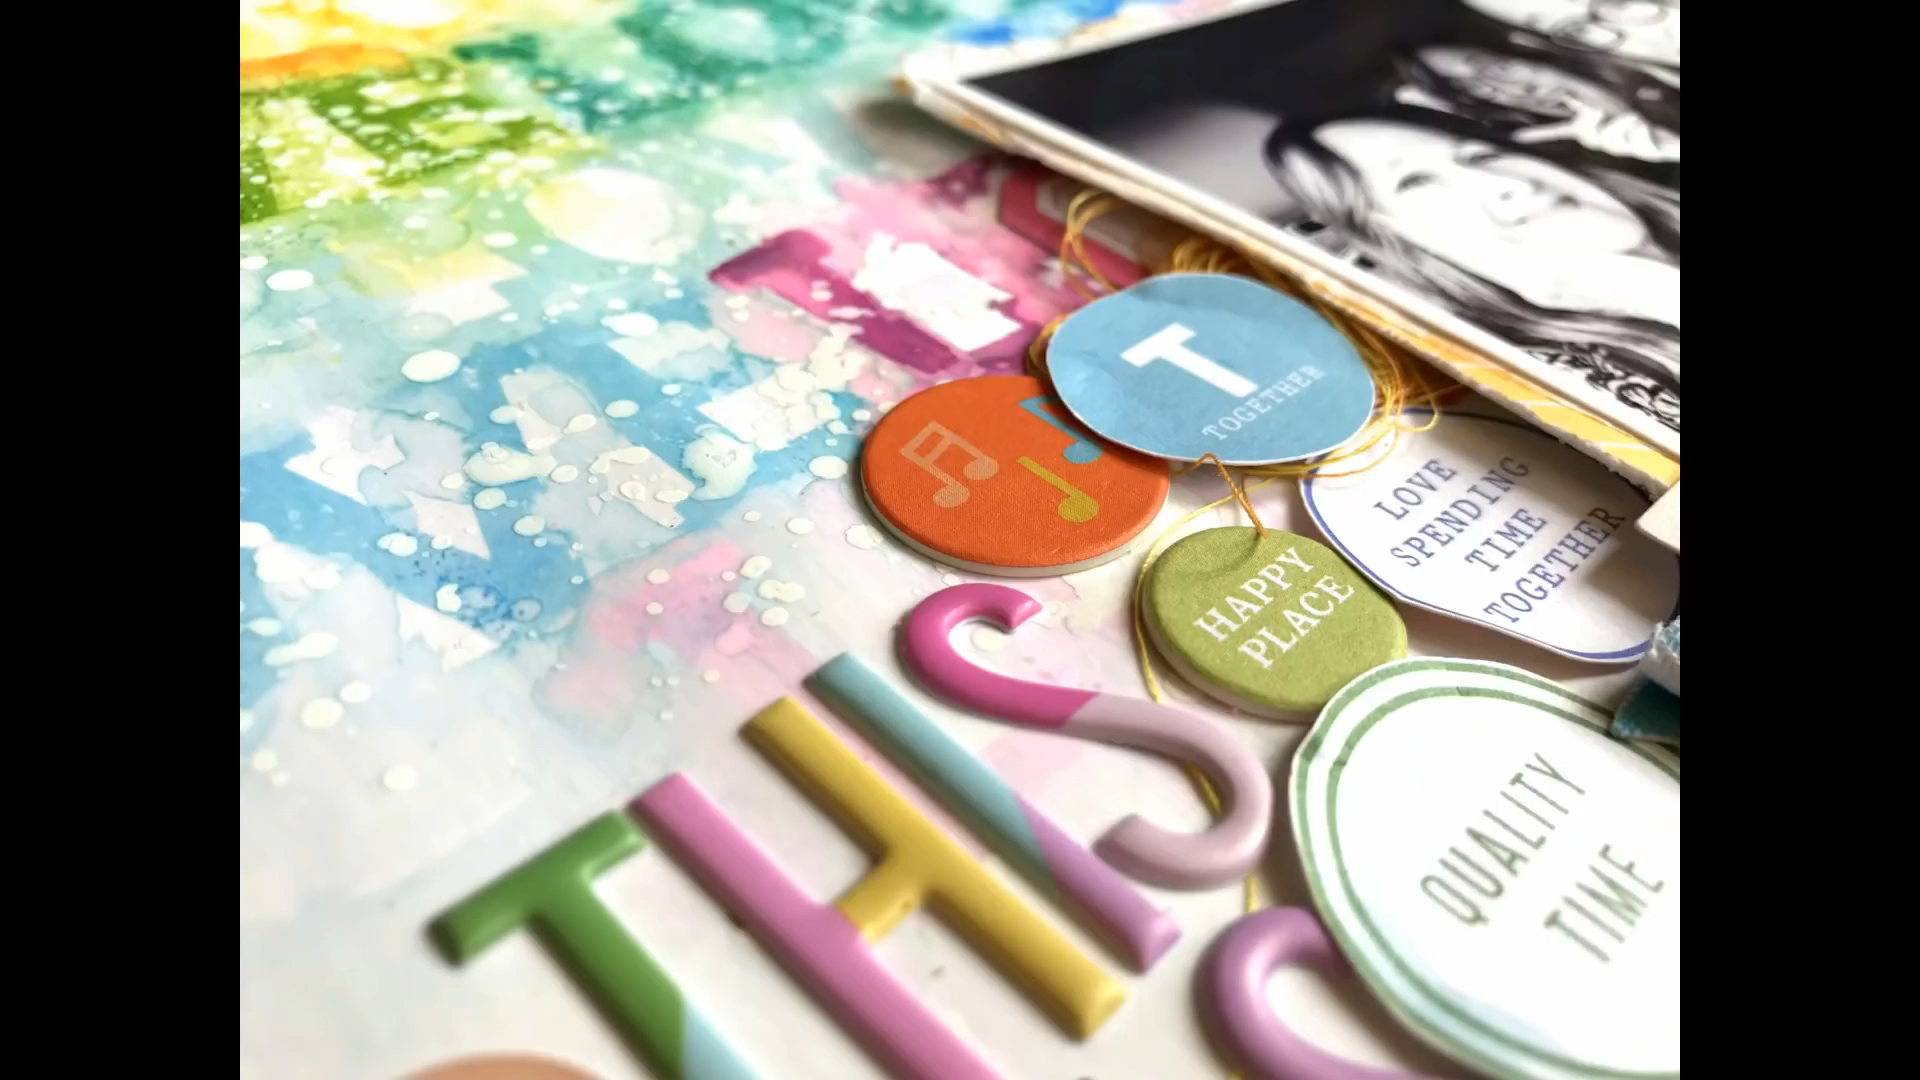 T
TOGETHER
LOVE
SPENDING
TIME
TOGETHER
HAPPY
PLACE
THIS
QUALITY
TIME